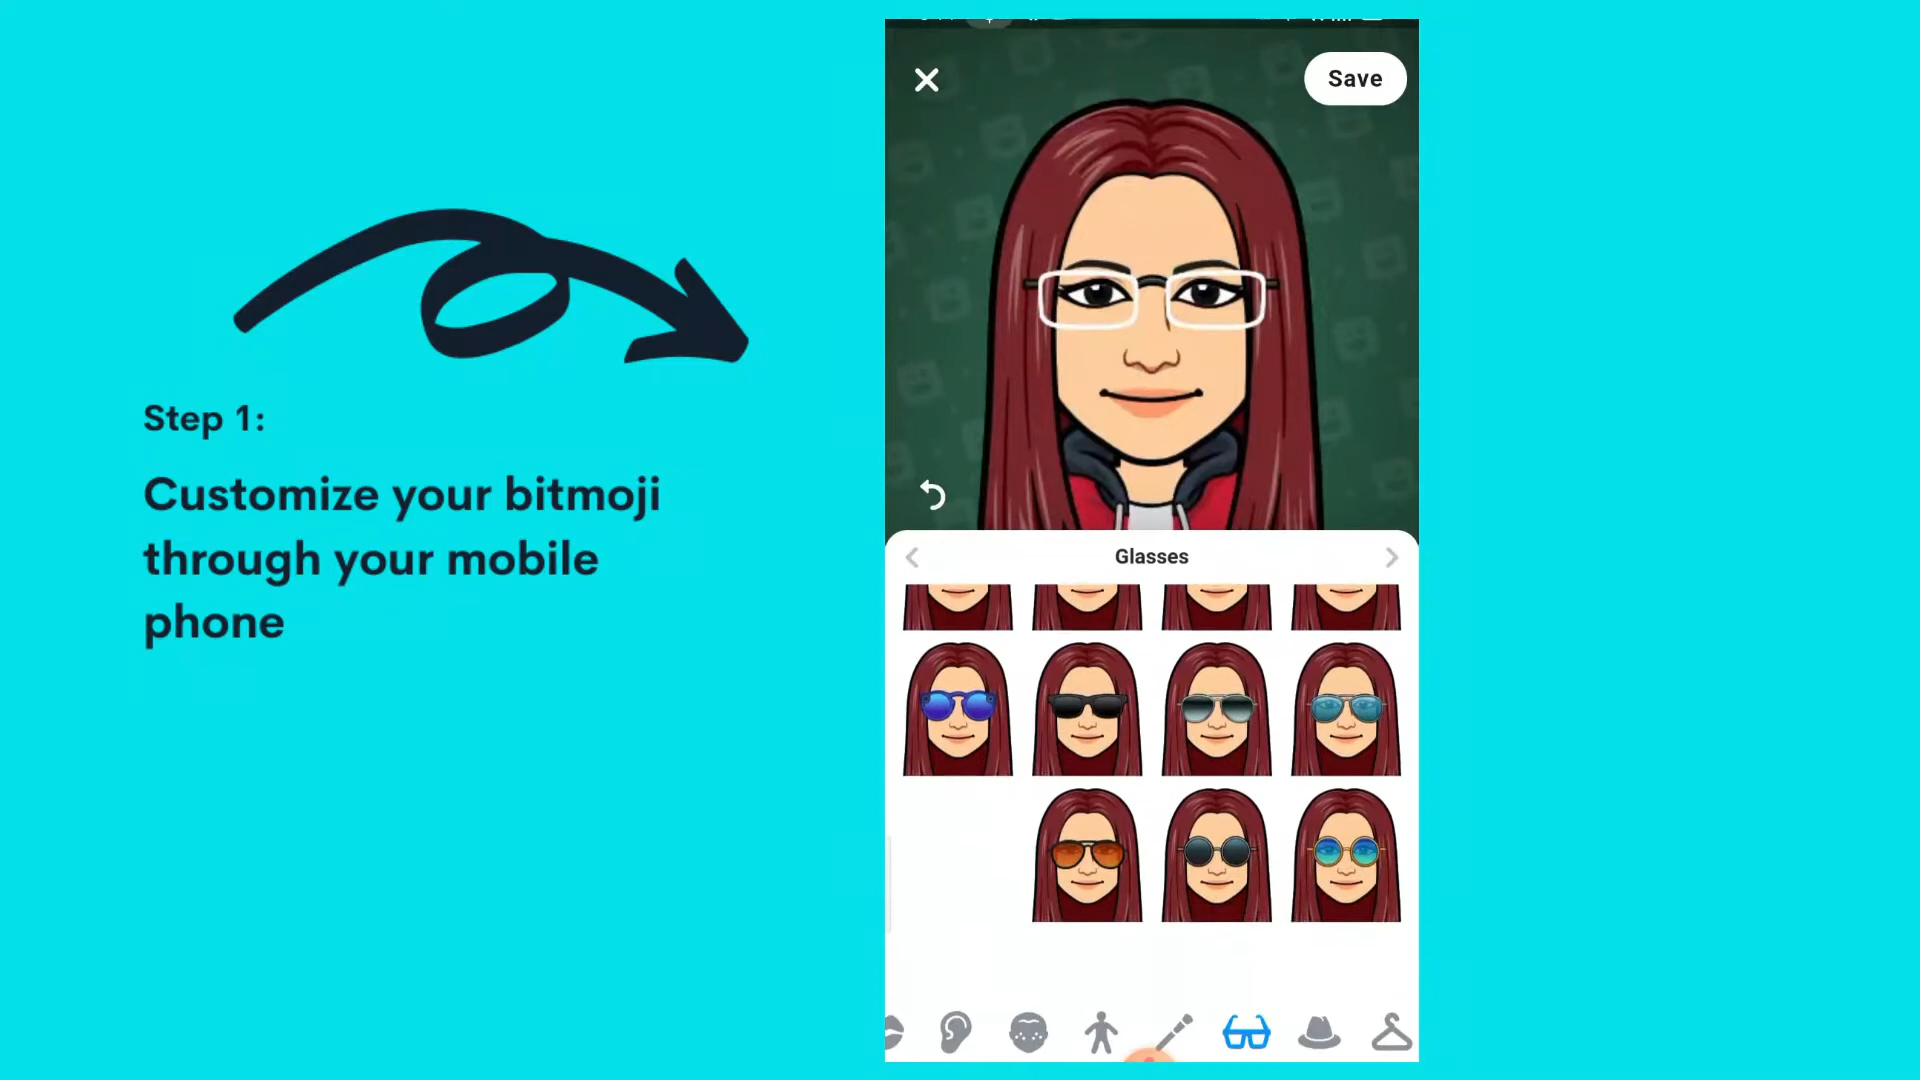 Save
Step 1:
Customize your bitmoji
through your mobile
phone
Glasses